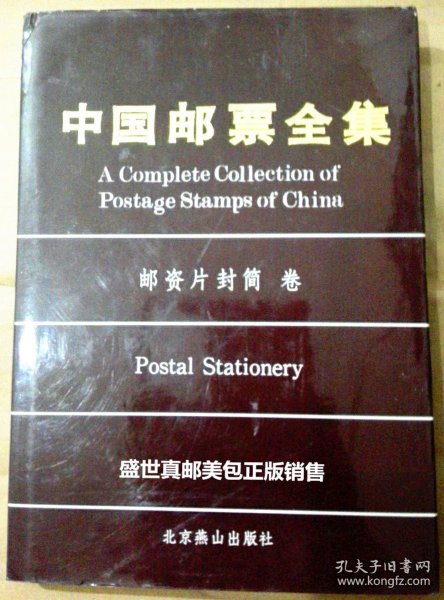 中国邮票全集
A Complete Collection of
Postage Stamps of China
邮资片封简 卷
Postal Stationery
盛世真邮美包正版销售
北京燕山出版社
孔夫子旧书网
www.kongfz.com